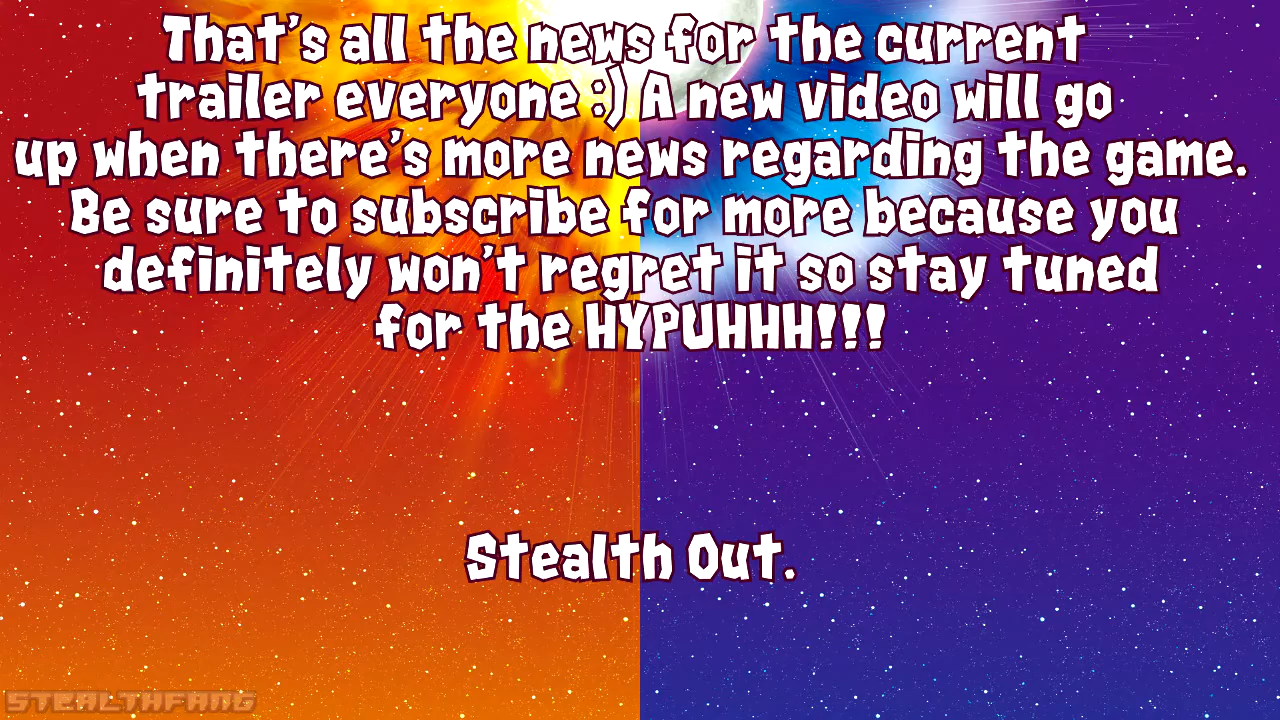 That's all the news for the current
trailer everyone :) A new video will go
up when there's more news regarding the game.
Be sure to subscribe for more because you
definitely won't regret it so stay tuned
for the HYPUHHH!!!
Stealth Out.
STEALTHFANG